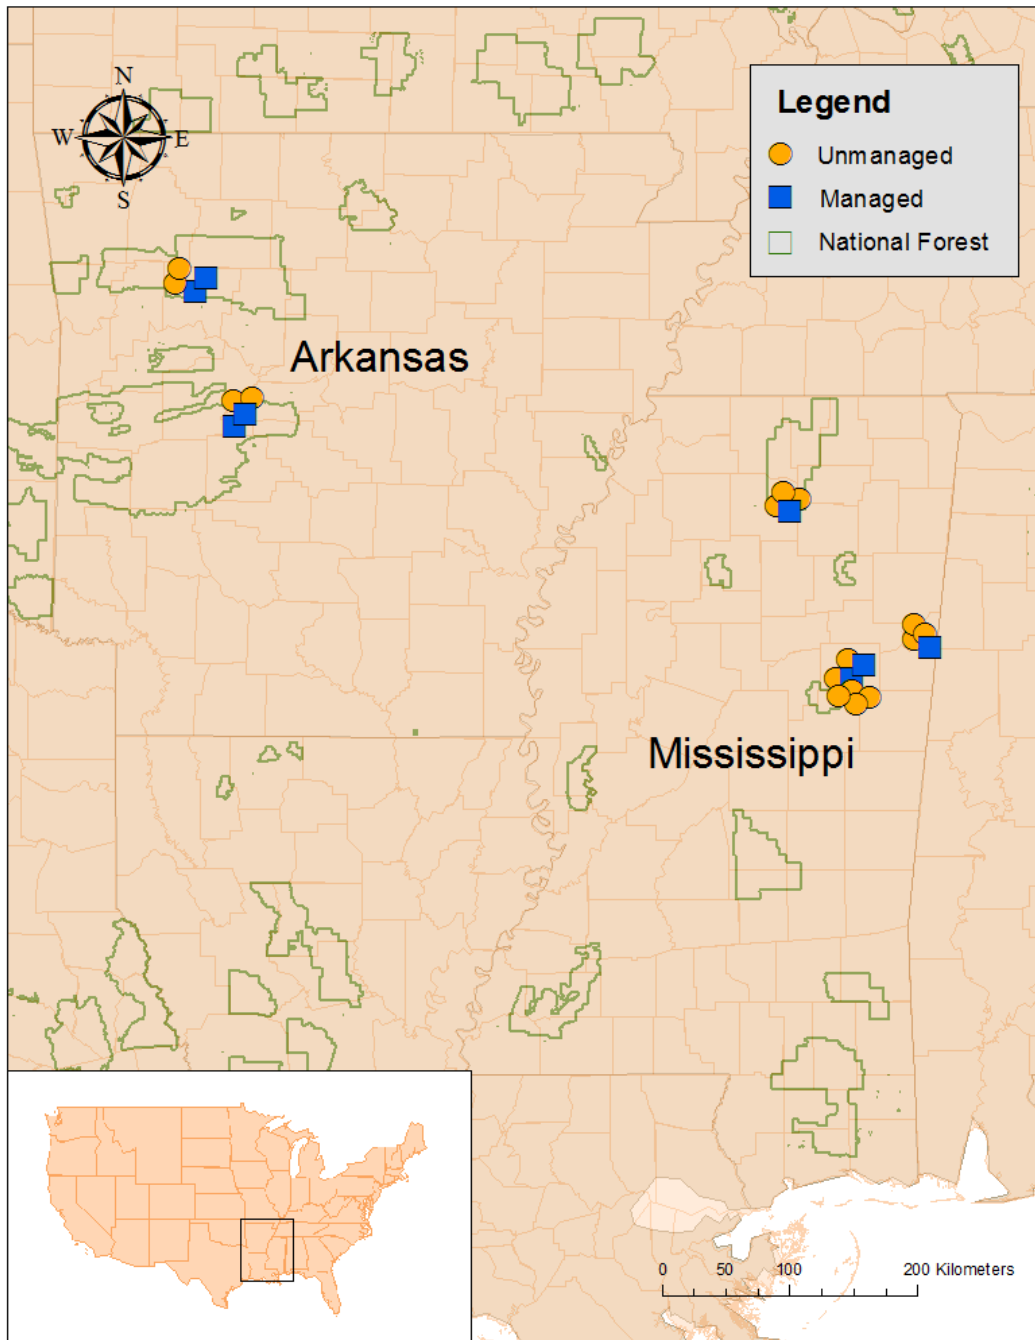 N
W E
S
Legend
Unmanaged
Managed
National Forest
Arkansas
Mississippi
0 50 100 200 Kilometers